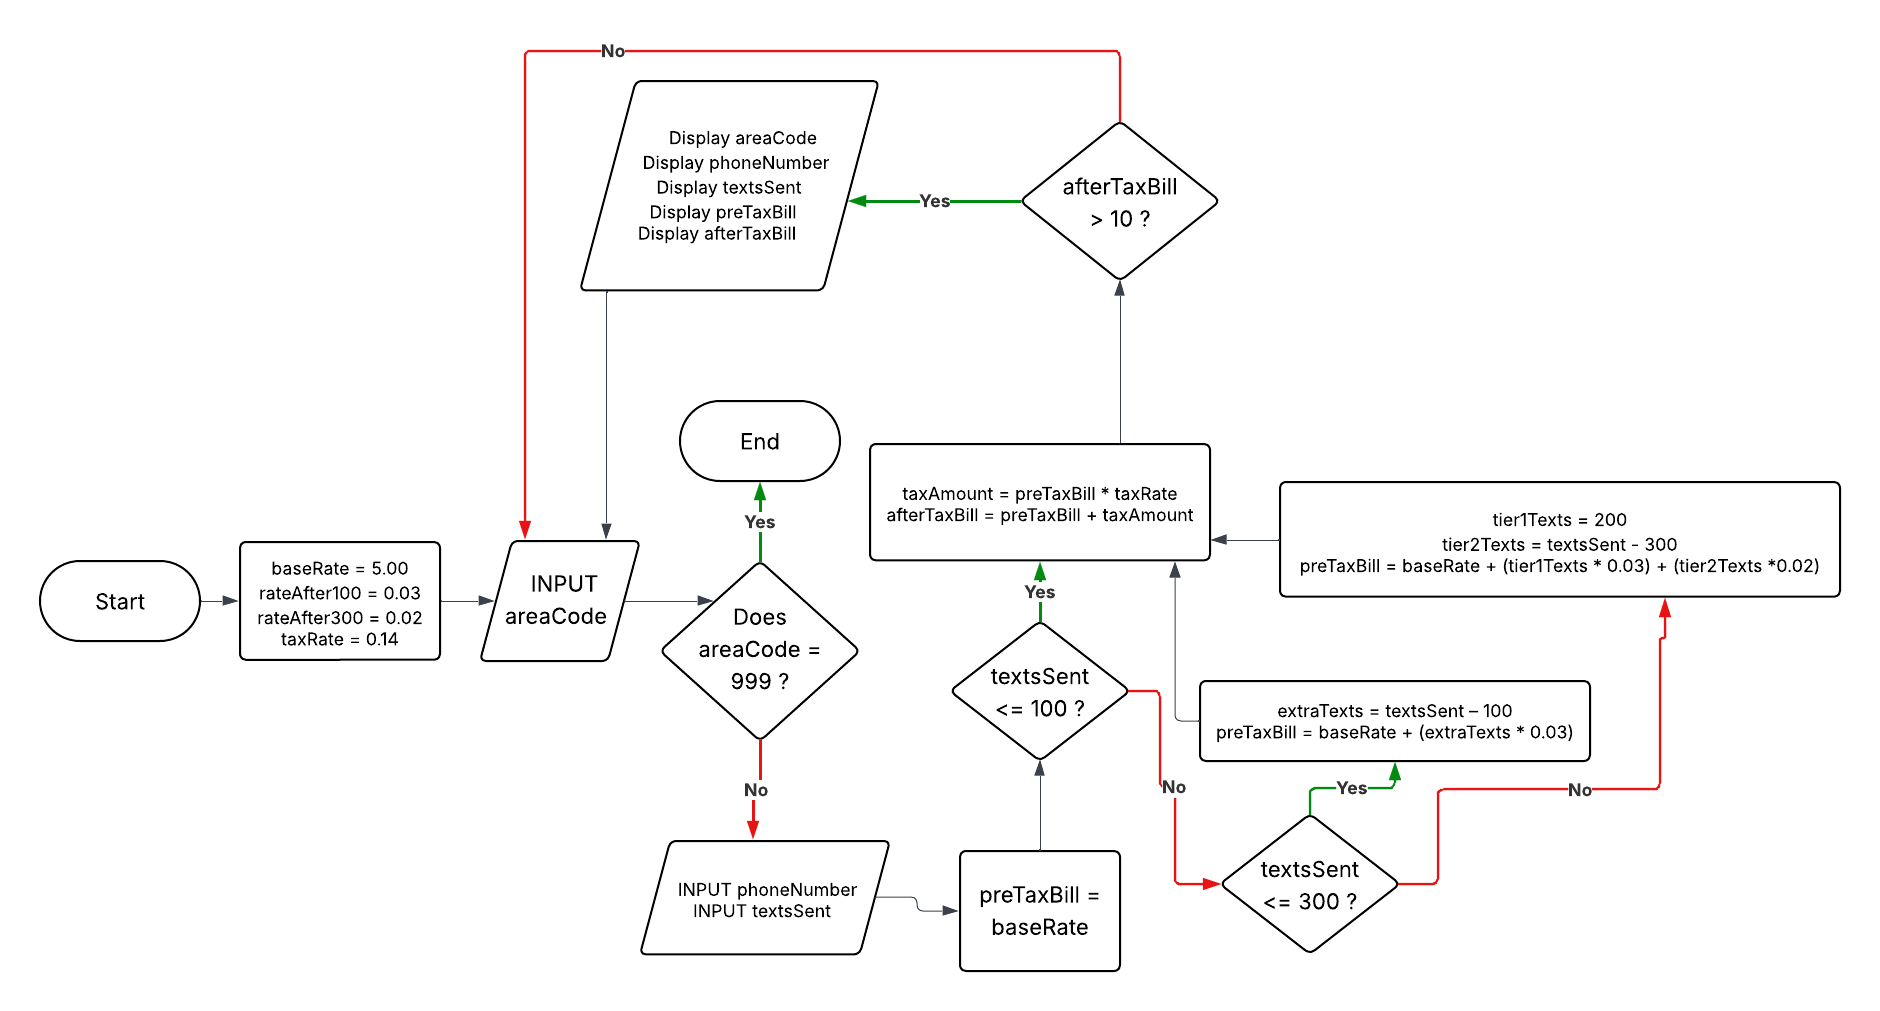 No
Display areaCode
Display phoneNumber
Display textsSent
Display preTaxBill
Display afterTaxBill
Yes
afterTaxBill
> 10 ?
End
Yes
taxAmount = preTaxBill * taxRate
afterTaxBill = preTaxBill + taxAmount
tier1Texts = 200
tier2Texts = textsSent - 300
preTaxBill = baseRate + (tier1Texts * 0.03) + (tier2Texts *0.02)
Start
baseRate = 5.00
rateAfter100 = 0.03
rateAfter300 = 0.02
taxRate = 0.14
INPUT
areaCode
Does
areaCode =
999 ?
Yes
textsSent
<= 100 ?
extraTexts = textsSent – 100
preTaxBill = baseRate + (extraTexts * 0.03)
No
No
Yes
No
INPUT phoneNumber
INPUT textsSent
preTaxBill =
baseRate
textsSent
<= 300 ?